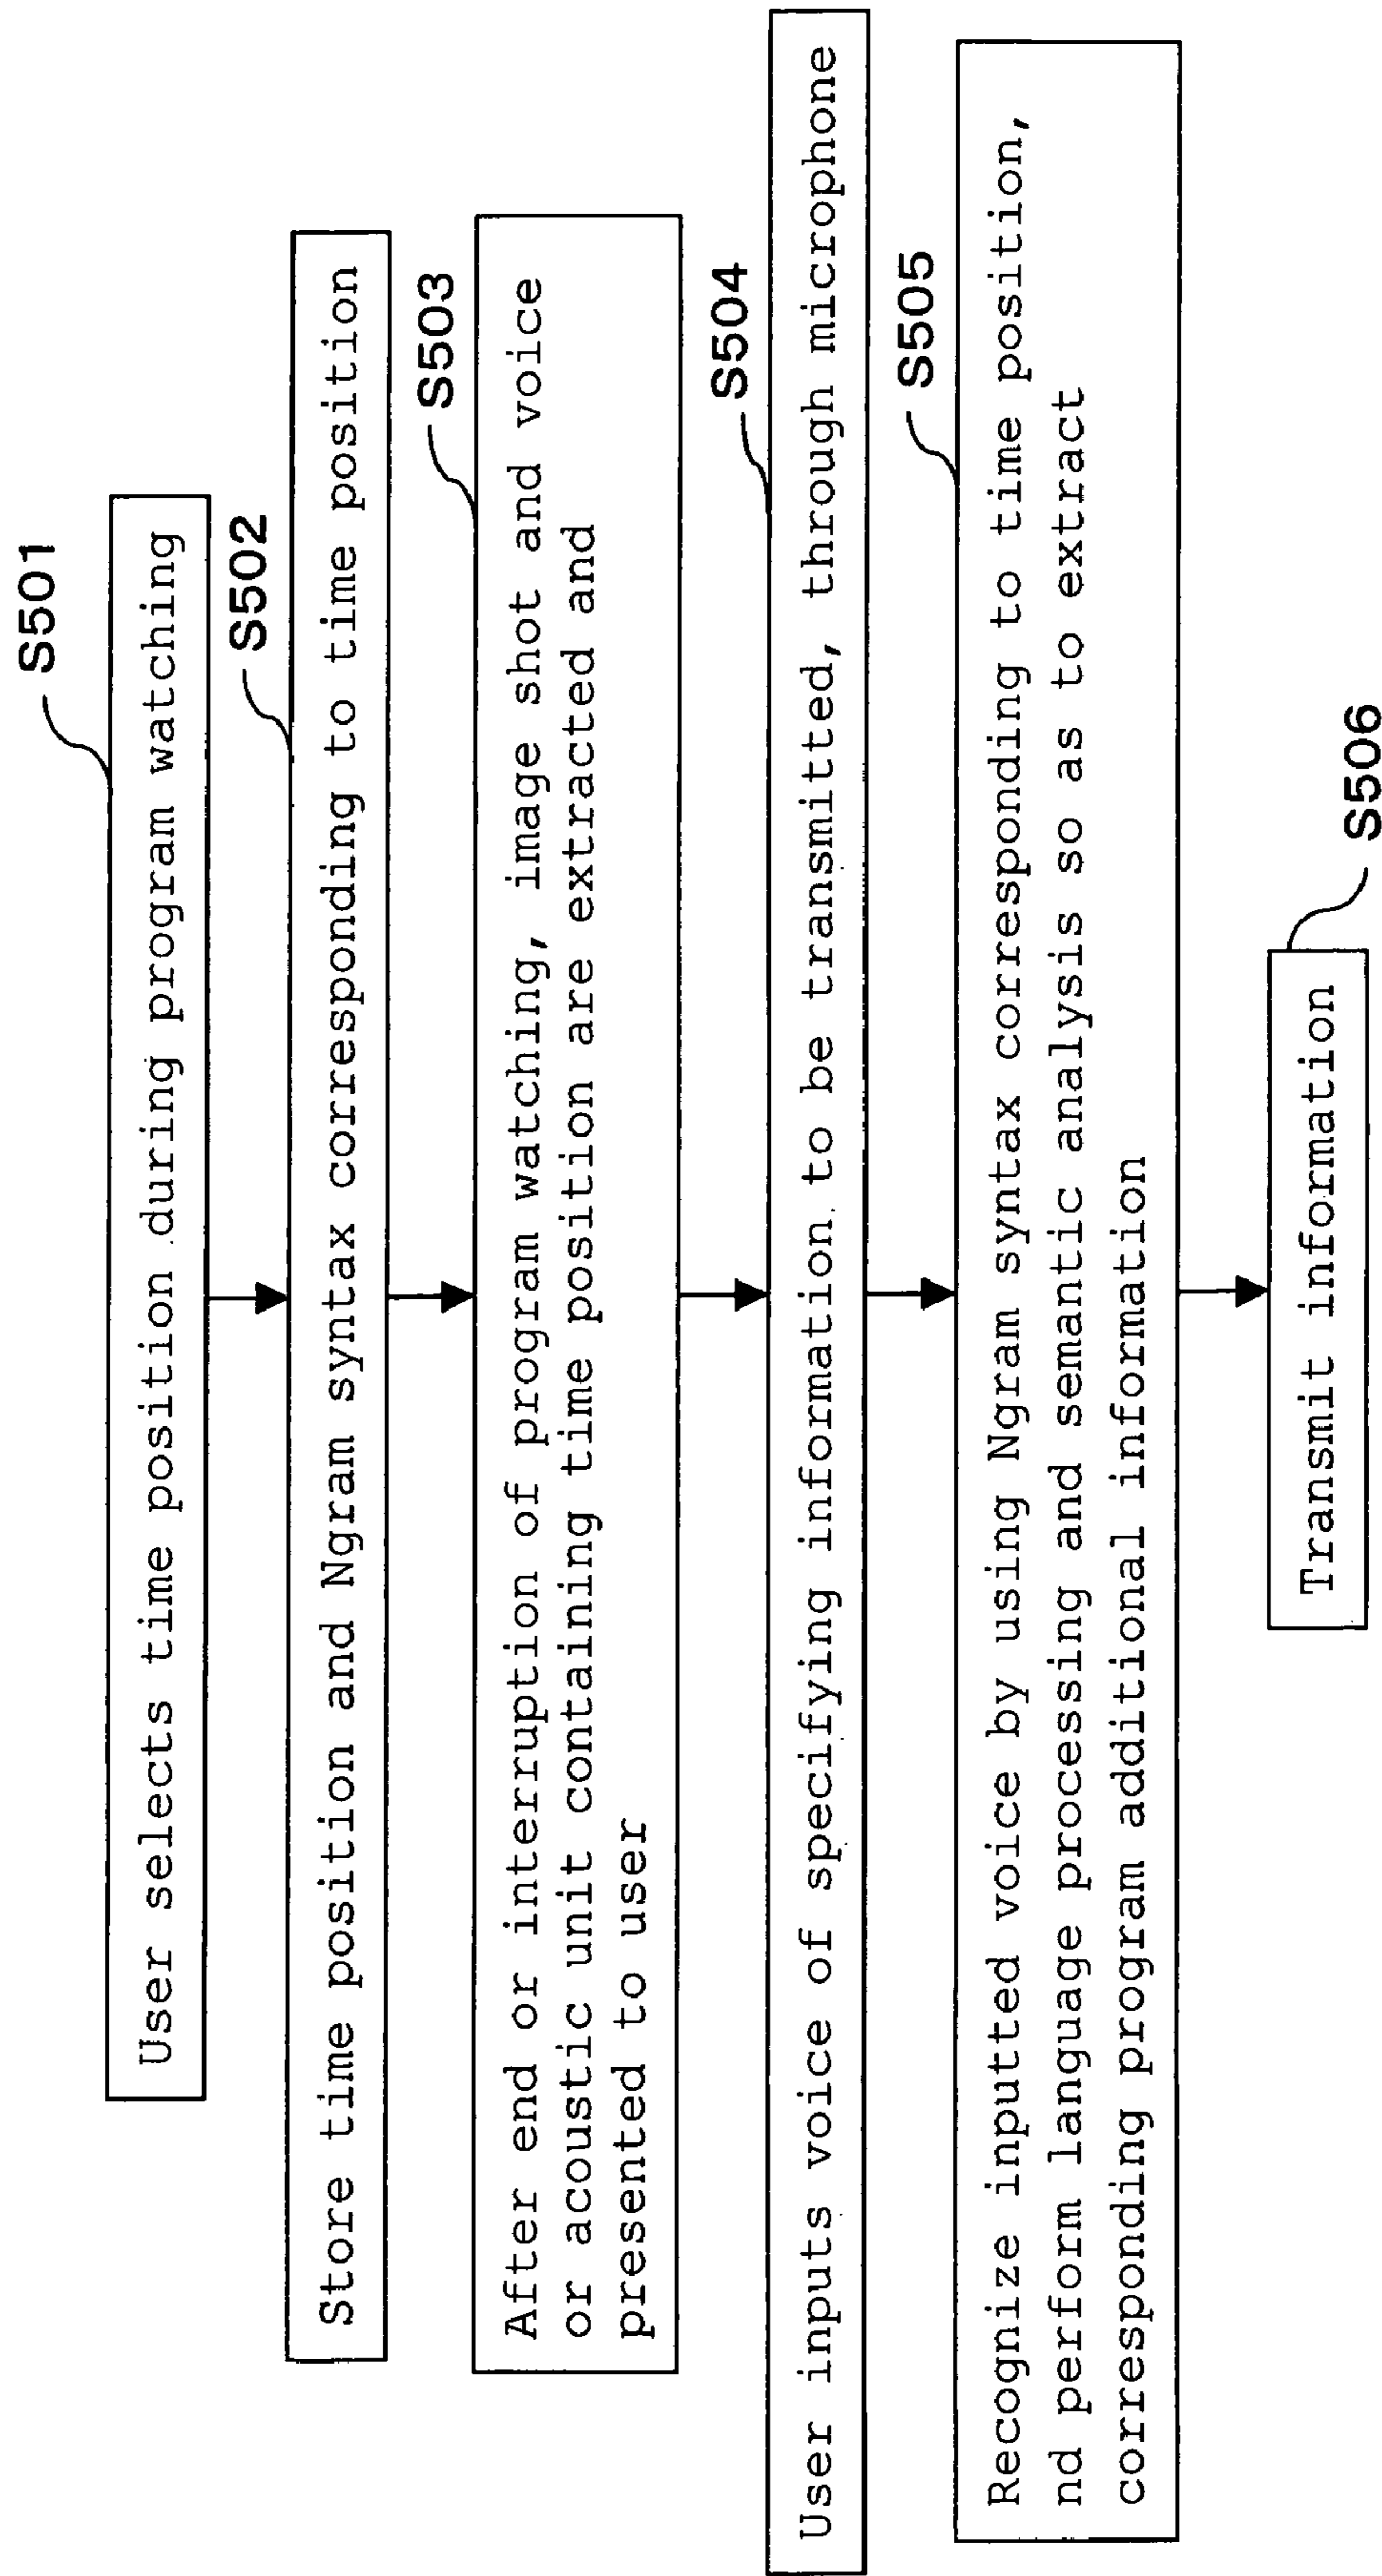 S501
User selects time position during program watching
S502
Store time position and Ngram syntax corresponding to time position
S503
After end or interruption of program watching, image shot and voice
or acoustic unit containing time position are extracted and
presented to user
S504
User inputs voice of specifying information to be transmitted, through microphone
S505
Recognize inputted voice by using Ngram syntax corresponding to time position,
nd perform language processing and semantic analysis so as to extract
corresponding program additional information
S506
Transmit information